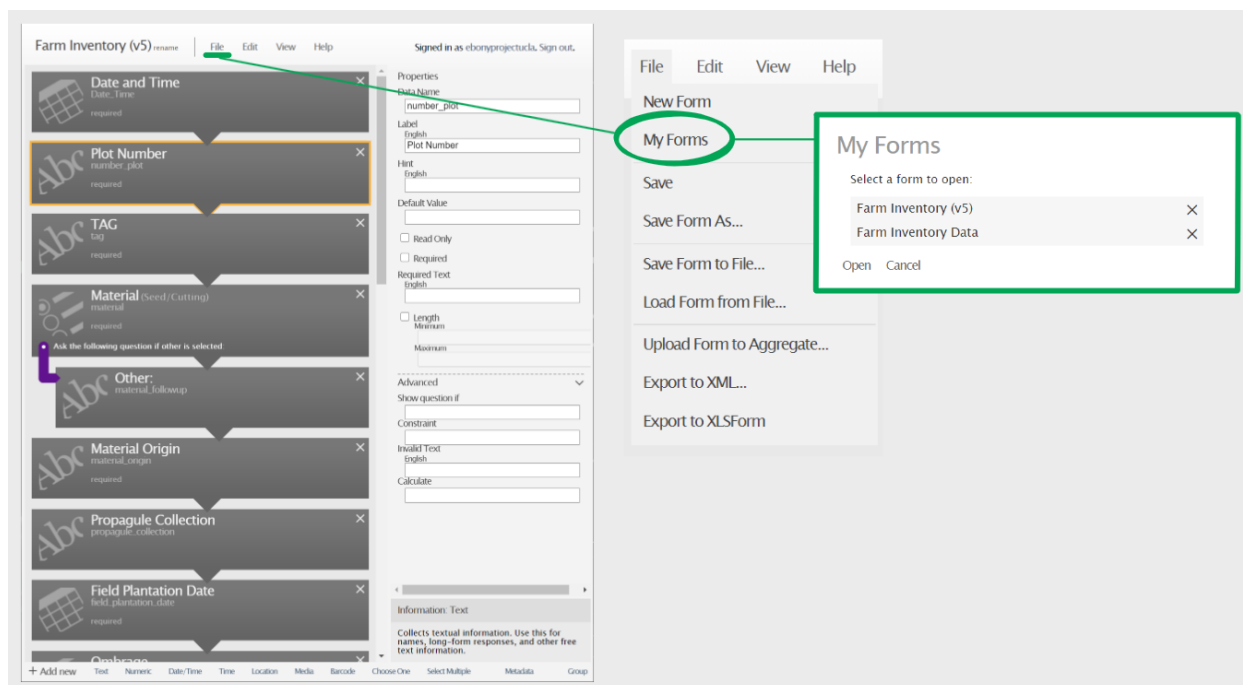 Farm Inventory (v5) rename File Edit View Help Signed in as ebonyprojectucla. Sign out.
Date and Time
Date_Time
required
Plot Number
number_plot
required
TAG
tag
required
Material (Seed/Cutting)
material
required
Ask the following question if other is selected:
Other:
material_followup
Material Origin
material_origin
required
Propagule Collection
propagule_collection
Field Plantation Date
field_plantation_date
required
Ombrage
+ Add new Text Numeric Date/Time Time Location Media Barcode Choose One Select Multiple Metadata Group
Properties
Data Name
number_plot
Label
English
Plot Number
Hint
English
Default Value
Read Only
Required
Required Text
English
Length
Minimum
Maximum
Advanced
Show question if
Constraint
Invalid Text
English
Calculate
Information: Text
Collects textual information. Use this for
names, long-form responses, and other free
text information.
File Edit View Help
New Form
My Forms
Save
Save Form As...
Save Form to File...
Load Form from File...
Upload Form to Aggregate...
Export to XML...
Export to XLSForm
My Forms
Select a form to open:
Farm Inventory (v5)
Farm Inventory Data
Open Cancel